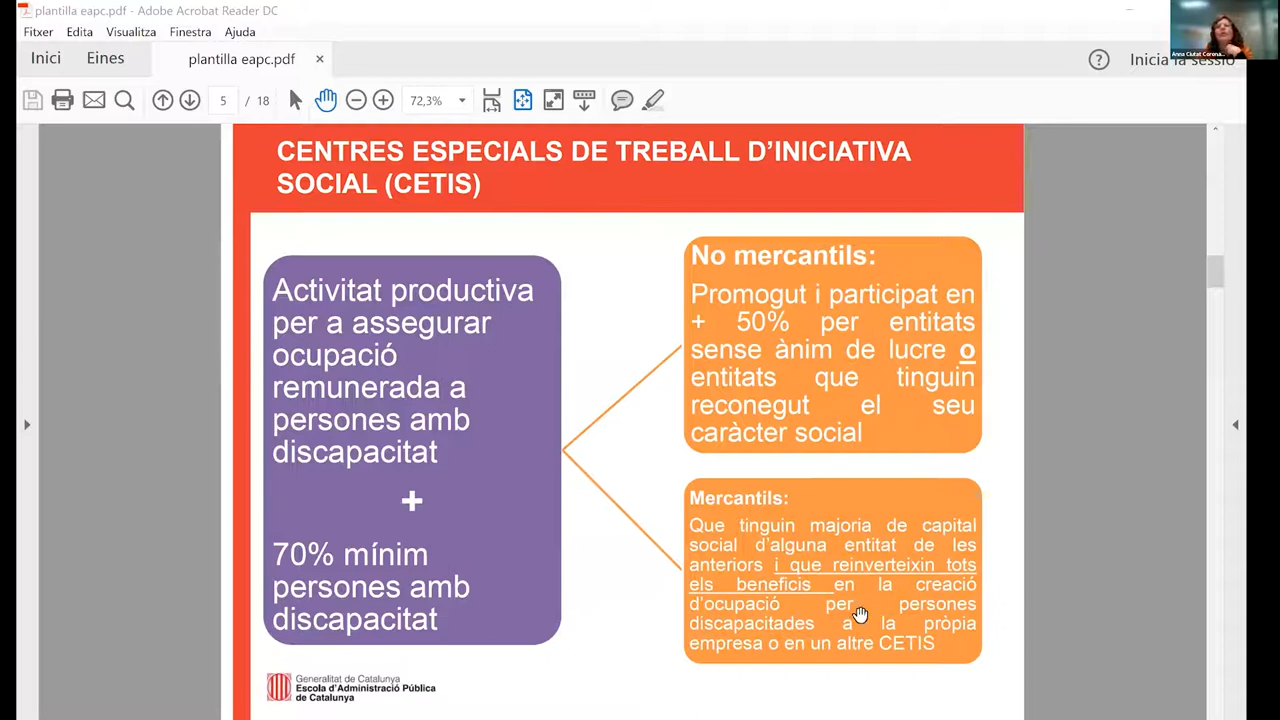 plantilla eapc.pdf - Adobe Acrobat Reader DC
Fitxer Edita Visualitza Finestra Ajuda
Inici Eines plantilla eapc.pdf × ? Inicia la sessió
5 / 18 72,3%
CENTRES ESPECIALS DE TREBALL D’INICIATIVA
SOCIAL (CETIS)
Activitat productiva
per a assegurar
ocupació
remunerada a
persones amb
discapacitat
+
70% mínim
persones amb
discapacitat
No mercantils:
Promogut i participat en
+ 50% per entitats
sense ànim de lucre o
entitats que tinguin
reconegut el seu
caràcter social
Mercantils:
Que tinguin majoria de capital
social d’alguna entitat de les
anteriors i que reinverteixin tots
els beneficis en la creació
d’ocupació per persones
discapacitades a la pròpia
empresa o en un altre CETIS
Generalitat de Catalunya
Escola d’Administració Pública
de Catalunya